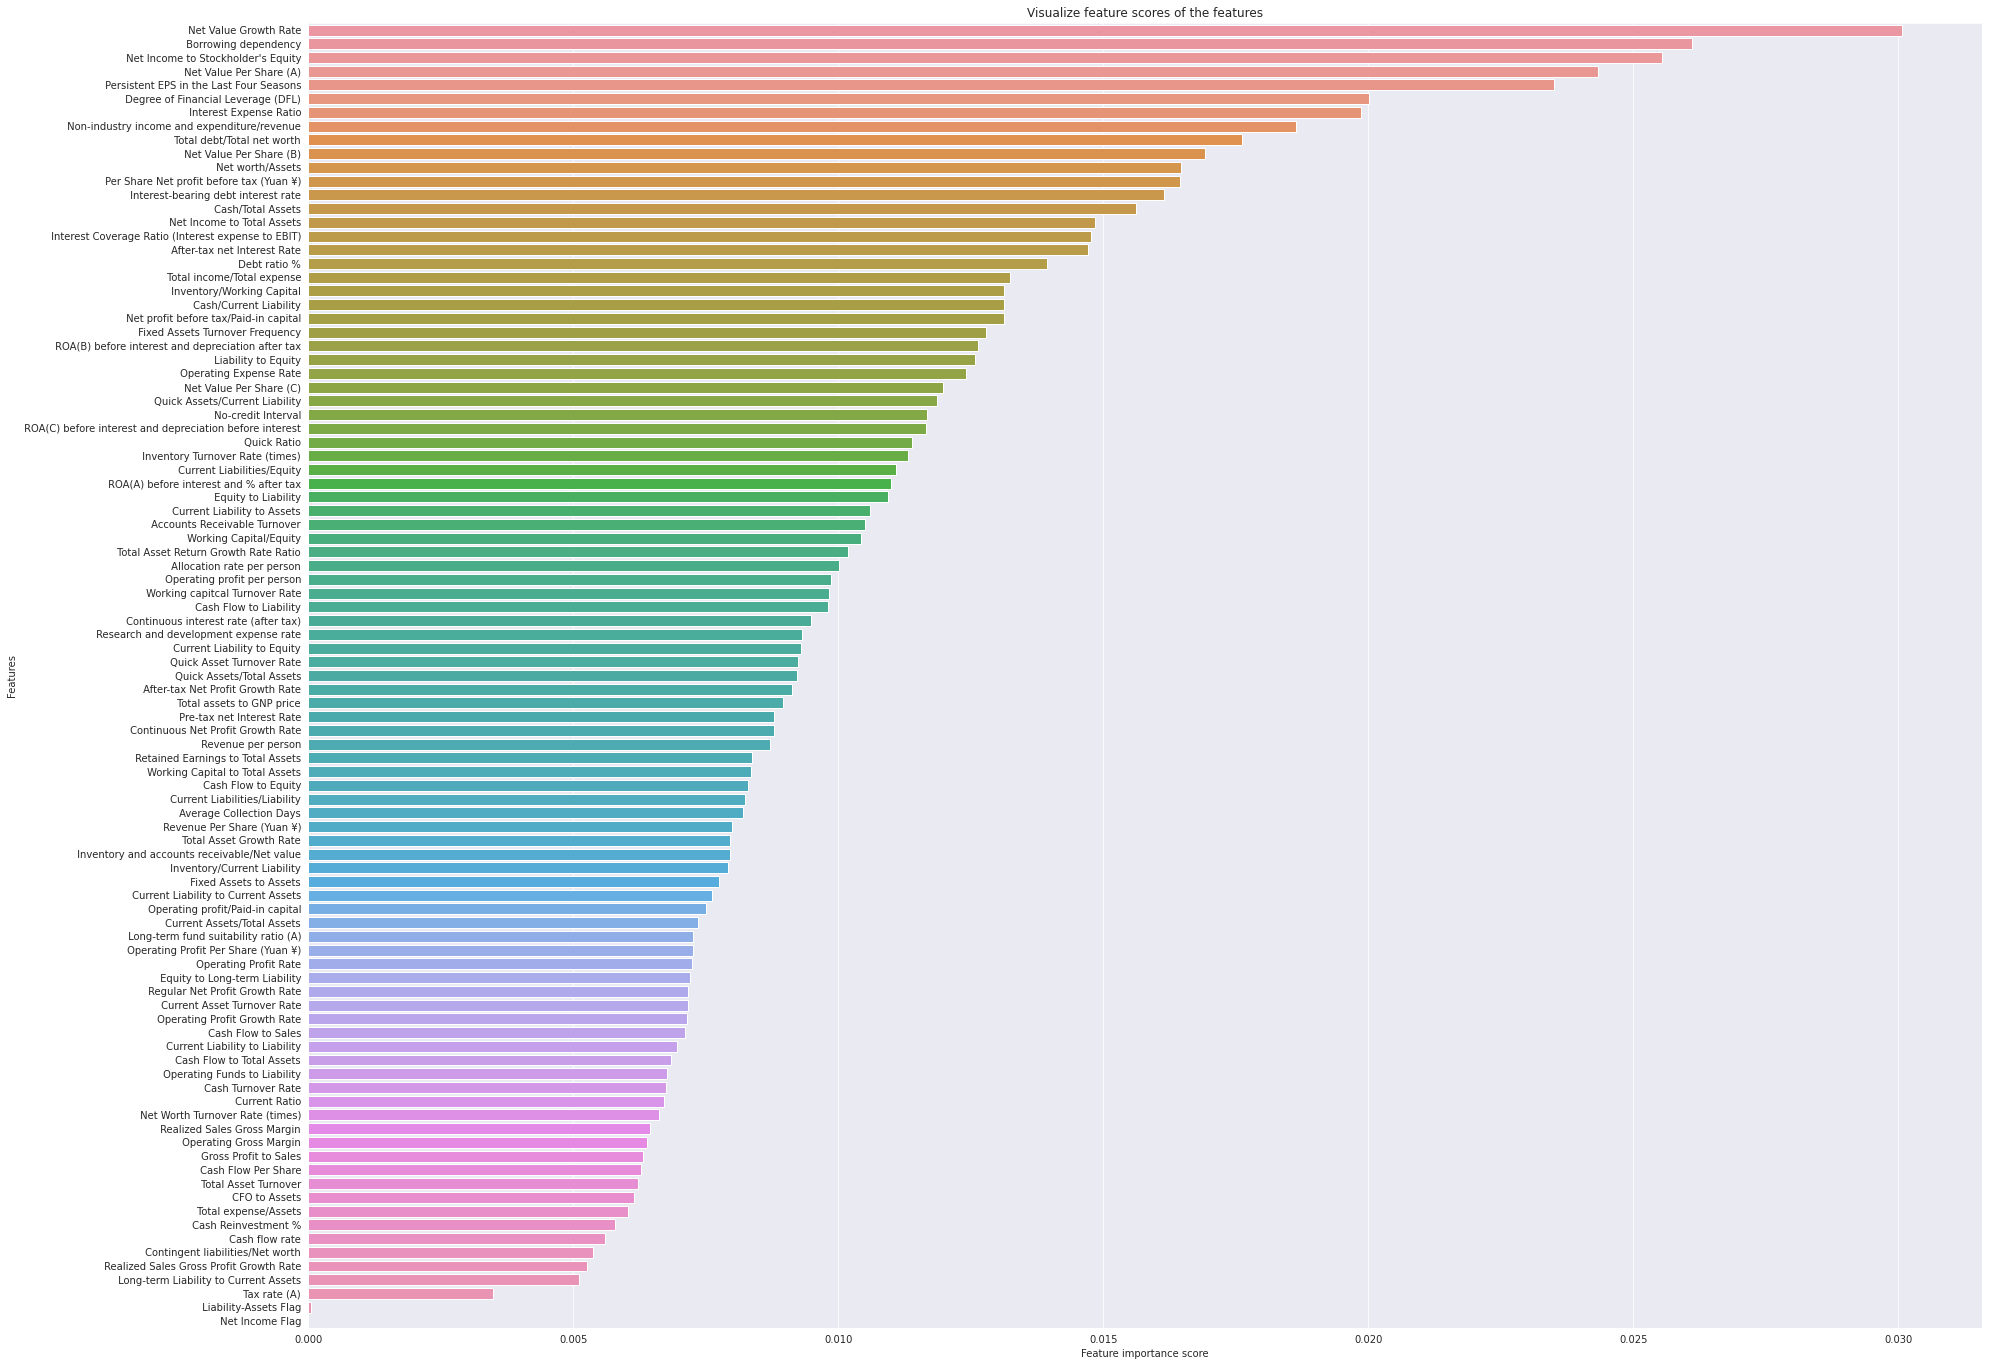 Visualize feature scores of the features
Net Value Growth Rate
Borrowing dependency
Net Income to Stockholder's Equity
Net Value Per Share (A)
Persistent EPS in the Last Four Seasons
Degree of Financial Leverage (DFL)
Interest Expense Ratio
Non-industry income and expenditure/revenue
Total debt/Total net worth
Net Value Per Share (B)
Net worth/Assets
Per Share Net profit before tax (Yuan ¥)
Interest-bearing debt interest rate
Cash/Total Assets
Net Income to Total Assets
Interest Coverage Ratio (Interest expense to EBIT)
After-tax net Interest Rate
Debt ratio %
Total income/Total expense
Inventory/Working Capital
Cash/Current Liability
Net profit before tax/Paid-in capital
Fixed Assets Turnover Frequency
ROA(B) before interest and depreciation after tax
Liability to Equity
Operating Expense Rate
Net Value Per Share (C)
Quick Assets/Current Liability
No-credit Interval
ROA(C) before interest and depreciation before interest
Quick Ratio
Inventory Turnover Rate (times)
Current Liabilities/Equity
ROA(A) before interest and % after tax
Equity to Liability
Current Liability to Assets
Accounts Receivable Turnover
Working Capital/Equity
Total Asset Return Growth Rate Ratio
Allocation rate per person
Operating profit per person
Working capitcal Turnover Rate
Cash Flow to Liability
Continuous interest rate (after tax)
Research and development expense rate
Current Liability to Equity
Quick Asset Turnover Rate
Quick Assets/Total Assets
After-tax Net Profit Growth Rate
Total assets to GNP price
Pre-tax net Interest Rate
Continuous Net Profit Growth Rate
Revenue per person
Retained Earnings to Total Assets
Working Capital to Total Assets
Cash Flow to Equity
Current Liabilities/Liability
Average Collection Days
Revenue Per Share (Yuan ¥)
Total Asset Growth Rate
Inventory and accounts receivable/Net value
Inventory/Current Liability
Fixed Assets to Assets
Current Liability to Current Assets
Operating profit/Paid-in capital
Current Assets/Total Assets
Long-term fund suitability ratio (A)
Operating Profit Per Share (Yuan ¥)
Operating Profit Rate
Equity to Long-term Liability
Regular Net Profit Growth Rate
Current Asset Turnover Rate
Operating Profit Growth Rate
Cash Flow to Sales
Current Liability to Liability
Cash Flow to Total Assets
Operating Funds to Liability
Cash Turnover Rate
Current Ratio
Net Worth Turnover Rate (times)
Realized Sales Gross Margin
Operating Gross Margin
Gross Profit to Sales
Cash Flow Per Share
Total Asset Turnover
CFO to Assets
Total expense/Assets
Cash Reinvestment %
Cash flow rate
Contingent liabilities/Net worth
Realized Sales Gross Profit Growth Rate
Long-term Liability to Current Assets
Tax rate (A)
Liability-Assets Flag
Net Income Flag
Features
0.000 0.005 0.010 0.015 0.020 0.025 0.030
Feature importance score